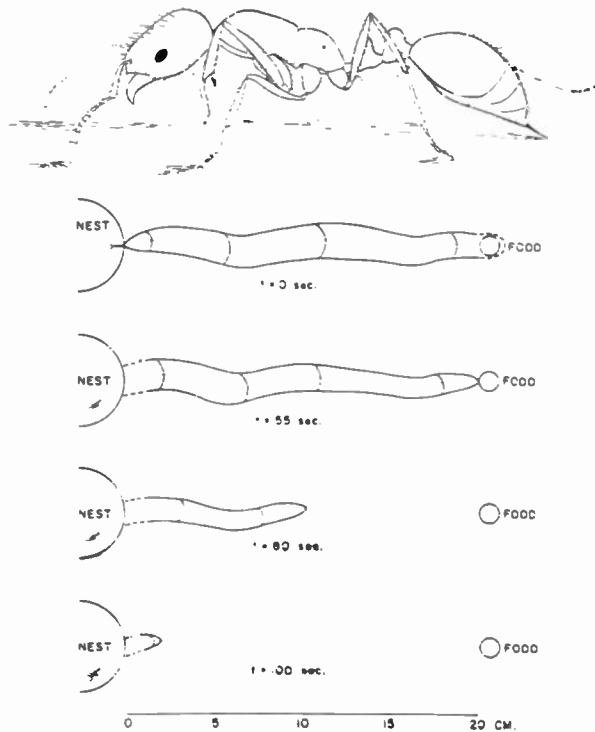 NEST
FOOD
t = 0 sec.
NEST
FOOD
t = 55 sec.
NEST
FOOD
t = 80 sec.
NEST
FOOD
t = 100 sec.
0 5 10 15 20 CM.